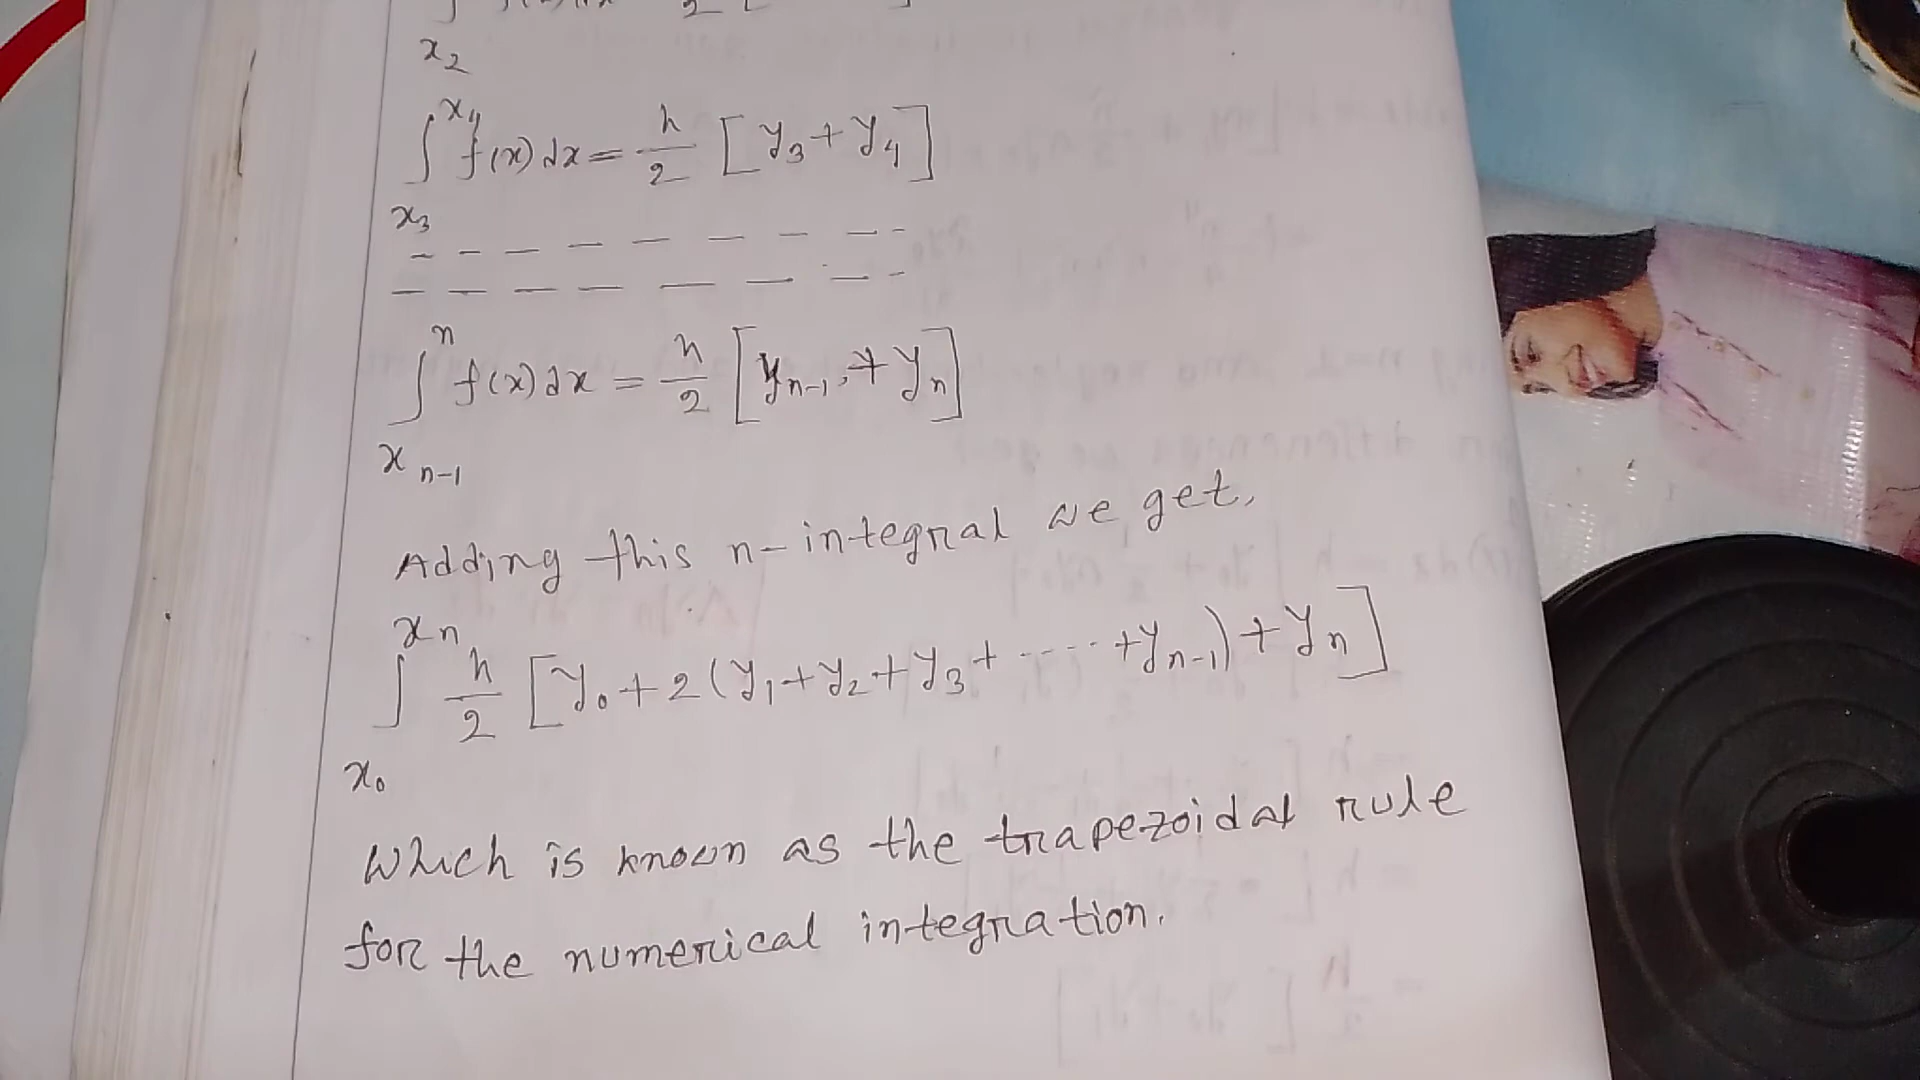 x₂
∫^x₄ f(x) dx = h/2 [y₃ + y₄]
x₃
∫^n f(x) dx = h/2 [yₙ₋₁ + yₙ]
xₙ₋₁
Adding this n-integral we get,
∫^xₙ h/2 [y₀ + 2(y₁ + y₂ + y₃ + ---- + yₙ₋₁) + yₙ]
x₀
Which is known as the trapezoidal rule
for the numerical integration.